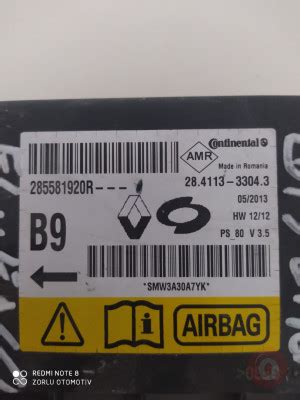 Continental
AMR
Made in Romania
285581920R
28.4113-3304.3
05/2013
HW 12/12
B9
PS_80 V 3.5
*SMW3A30A7YK*
AIRBAG
REDMI NOTE 8
ZORLU OTOMOTIV